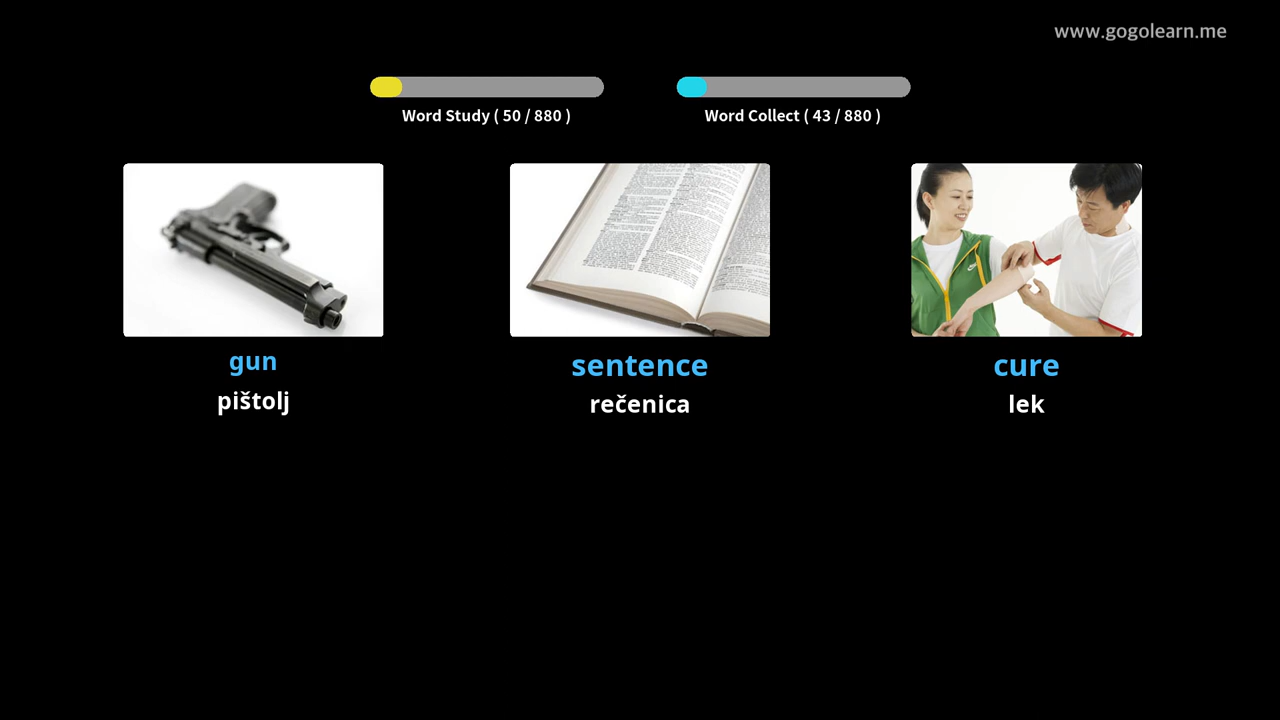 www.gogolearn.me
Word Study ( 50 / 880 )
Word Collect ( 43 / 880 )
gun
pištolj
sentence
rečenica
cure
lek